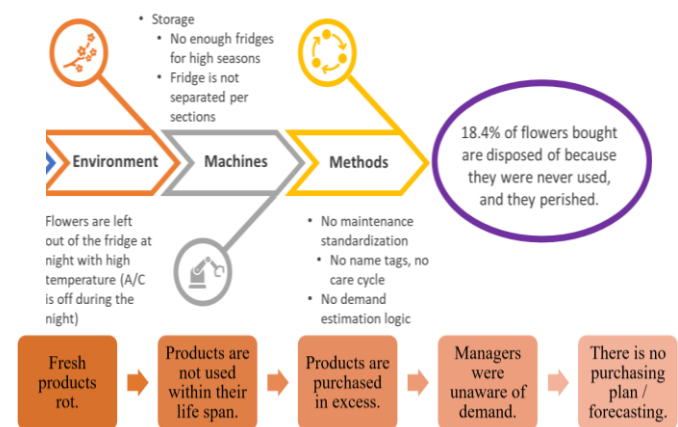 • Storage
• No enough fridges
for high seasons
• Fridge is not
separated per
sections
Environment
Machines
Methods
18.4% of flowers bought
are disposed of because
they were never used,
and they perished.
Flowers are left
out of the fridge at
night with high
temperature (A/C
is off during the
night)
• No maintenance
standardization
• No name tags, no
care cycle
• No demand
estimation logic
Fresh
products
rot.
Products are
not used
within their
life span.
Products are
purchased
in excess.
Managers
were
unaware of
demand.
There is no
purchasing
plan /
forecasting.